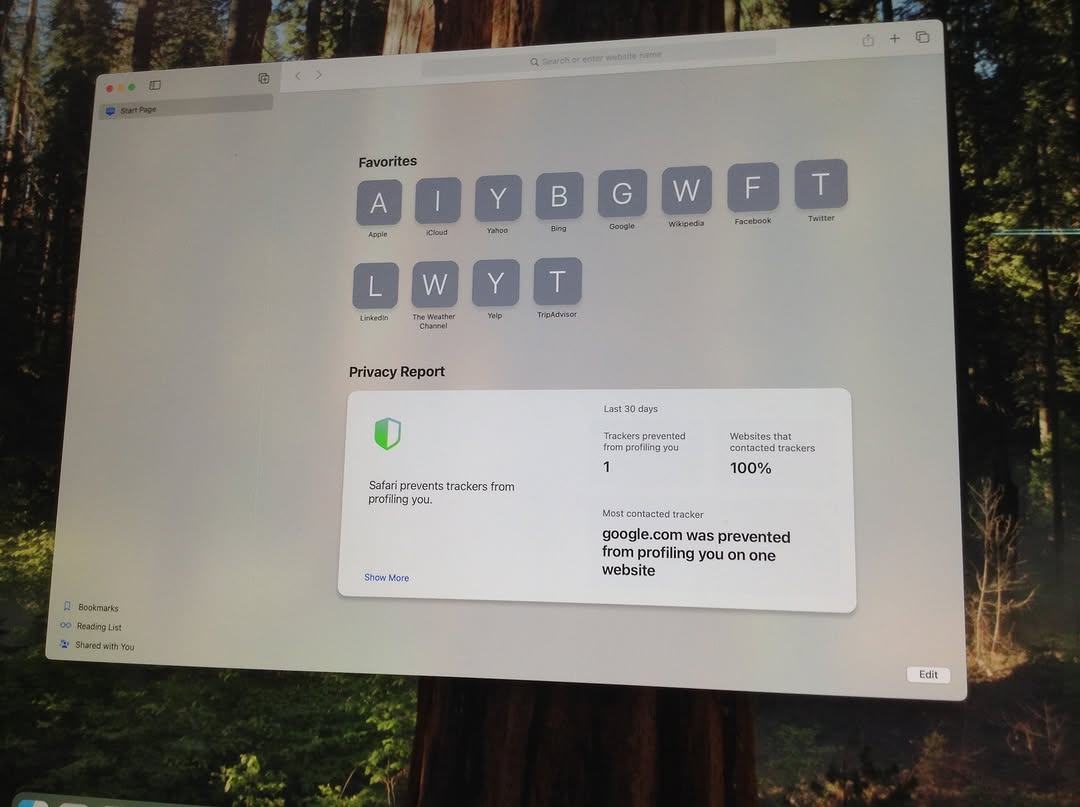 Search or enter website name
Start Page
Favorites
A I Y B G W F T
Apple iCloud Yahoo Bing Google Wikipedia Facebook Twitter
L W Y T
LinkedIn The Weather Channel Yelp TripAdvisor
Privacy Report
Safari prevents trackers from
profiling you.
Show More
Last 30 days
Trackers prevented
from profiling you
1
Websites that
contacted trackers
100%
Most contacted tracker
google.com was prevented
from profiling you on one
website
Bookmarks
Reading List
Shared with You
Edit